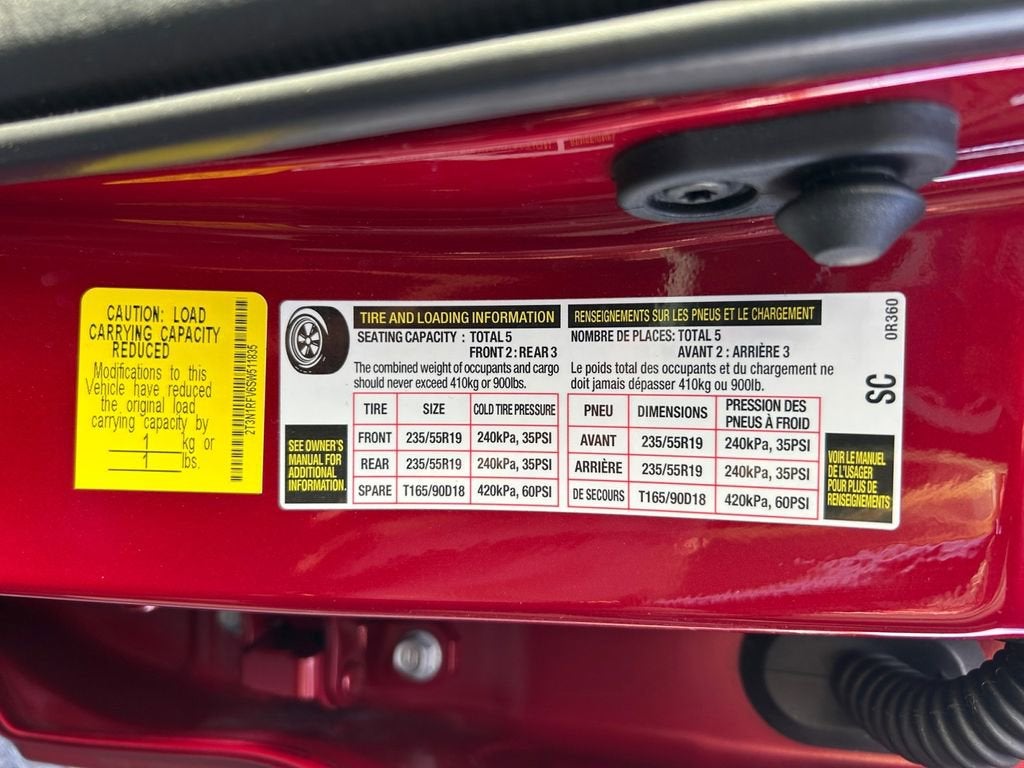 CAUTION: LOAD
CARRYING CAPACITY
REDUCED
Modifications to this
Vehicle have reduced
the original load
carrying capacity by
1 kg or
1 lbs.
2T3N1RFV6SW511835
TIRE AND LOADING INFORMATION
SEATING CAPACITY : TOTAL 5
FRONT 2 : REAR 3
The combined weight of occupants and cargo
should never exceed 410kg or 900lbs.
TIRE SIZE COLD TIRE PRESSURE
FRONT 235/55R19 240kPa, 35PSI
REAR 235/55R19 240kPa, 35PSI
SPARE T165/90D18 420kPa, 60PSI
SEE OWNER'S
MANUAL FOR
ADDITIONAL
INFORMATION.
RENSEIGNEMENTS SUR LES PNEUS ET LE CHARGEMENT
NOMBRE DE PLACES: TOTAL 5
AVANT 2 : ARRIÈRE 3
Le poids total des occupants et du chargement ne
doit jamais dépasser 410kg ou 900lb.
PNEU DIMENSIONS PRESSION DES
PNEUS À FROID
AVANT 235/55R19 240kPa, 35PSI
ARRIÈRE 235/55R19 240kPa, 35PSI
DE SECOURS T165/90D18 420kPa, 60PSI
VOIR LE MANUEL
DE L'USAGER
POUR PLUS DE
RENSEIGNEMENTS
0R360
SC